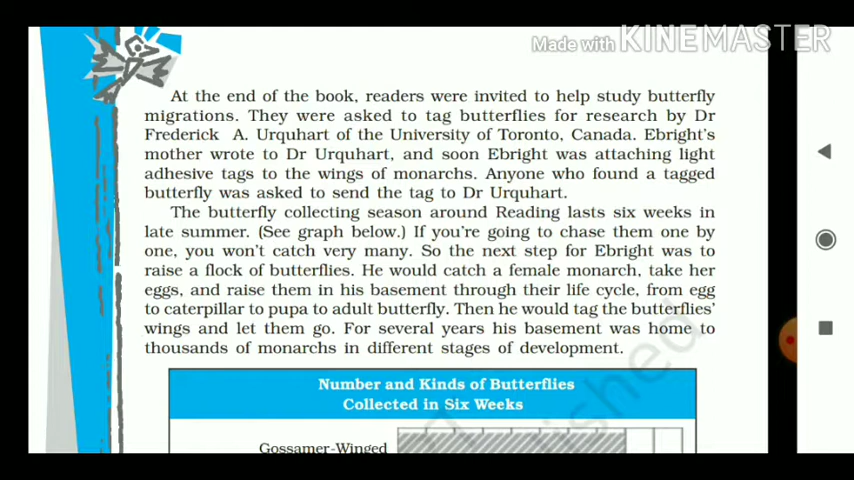 Made with KINEMASTER
At the end of the book, readers were invited to help study butterfly
migrations. They were asked to tag butterflies for research by Dr
Frederick A. Urquhart of the University of Toronto, Canada. Ebright's
mother wrote to Dr Urquhart, and soon Ebright was attaching light
adhesive tags to the wings of monarchs. Anyone who found a tagged
butterfly was asked to send the tag to Dr Urquhart.
The butterfly collecting season around Reading lasts six weeks in
late summer. (See graph below.) If you're going to chase them one by
one, you won't catch very many. So the next step for Ebright was to
raise a flock of butterflies. He would catch a female monarch, take her
eggs, and raise them in his basement through their life cycle, from egg
to caterpillar to pupa to adult butterfly. Then he would tag the butterflies'
wings and let them go. For several years his basement was home to
thousands of monarchs in different stages of development.
Number and Kinds of Butterflies
Collected in Six Weeks
Gossamer-Winged